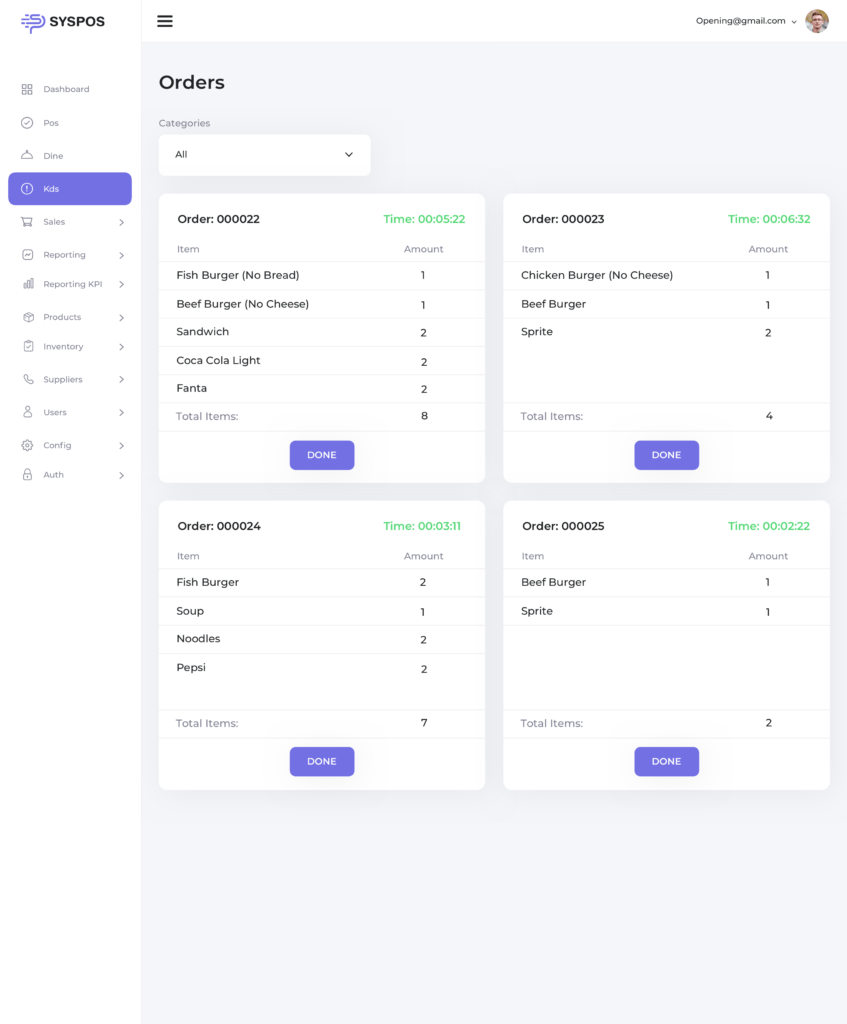 SYSPOS
Opening@gmail.com
Dashboard
Pos
Dine
Kds
Sales
Reporting
Reporting KPI
Products
Inventory
Suppliers
Users
Config
Auth
Orders
Categories
All
Order: 000022 Time: 00:05:22
Item Amount
Fish Burger (No Bread) 1
Beef Burger (No Cheese) 1
Sandwich 2
Coca Cola Light 2
Fanta 2
Total Items: 8
DONE
Order: 000023 Time: 00:06:32
Item Amount
Chicken Burger (No Cheese) 1
Beef Burger 1
Sprite 2
Total Items: 4
DONE
Order: 000024 Time: 00:03:11
Item Amount
Fish Burger 2
Soup 1
Noodles 2
Pepsi 2
Total Items: 7
DONE
Order: 000025 Time: 00:02:22
Item Amount
Beef Burger 1
Sprite 1
Total Items: 2
DONE